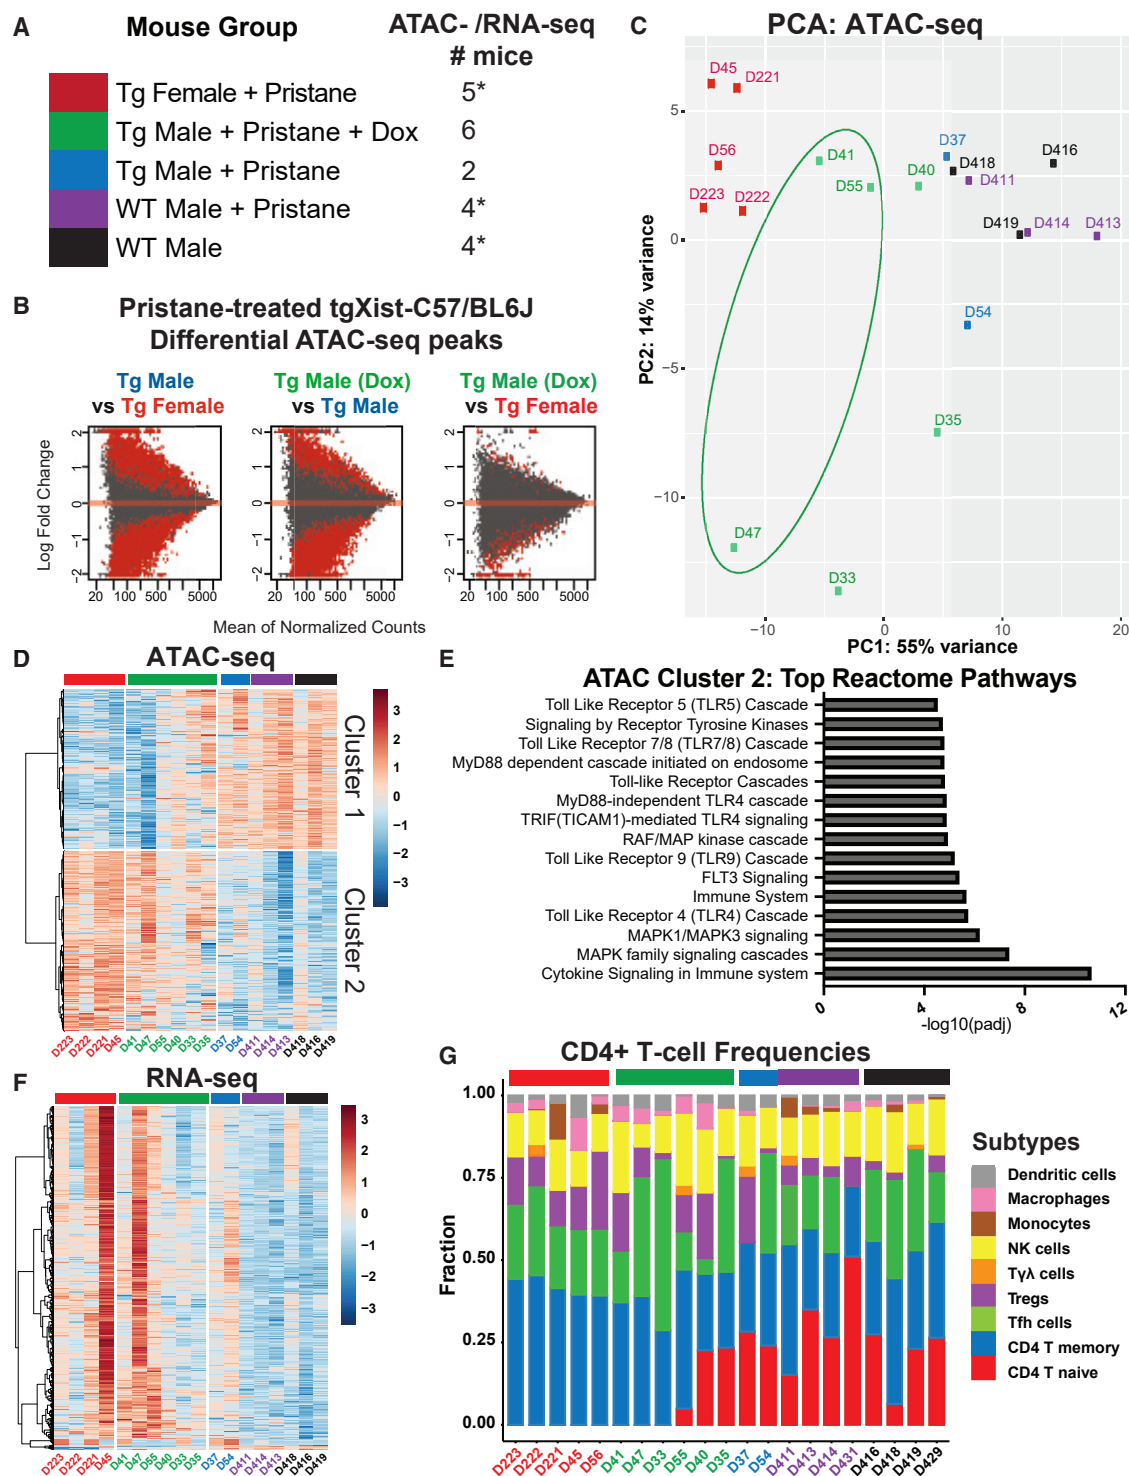 A
Mouse Group
ATAC- /RNA-seq
# mice
Tg Female + Pristane 5*
Tg Male + Pristane + Dox 6
Tg Male + Pristane 2
WT Male + Pristane 4*
WT Male 4*
B
Pristane-treated tgXist-C57/BL6J
Differential ATAC-seq peaks
Tg Male
vs Tg Female
Tg Male (Dox)
vs Tg Male
Tg Male (Dox)
vs Tg Female
Log Fold Change
2
1
0
-1
-2
2
1
0
-1
-2
2
1
0
-1
-2
20 100 500 5000
20 100 500 5000
20 100 500 5000
Mean of Normalized Counts
C
PCA: ATAC-seq
PC2: 14% variance
5
0
−5
−10
D45
D221
D56
D223
D222
D41
D55
D40
D37
D418
D416
D411
D419
D414
D413
D54
D35
D47
D33
−10 0 10 20
PC1: 55% variance
D
ATAC-seq
Cluster 1
Cluster 2
3
2
1
0
−1
−2
−3
D223 D222 D221 D45 D41 D47 D55 D40 D33 D35 D37 D54 D411 D414 D413 D418 D416 D419
E
ATAC Cluster 2: Top Reactome Pathways
Toll Like Receptor 5 (TLR5) Cascade
Signaling by Receptor Tyrosine Kinases
Toll Like Receptor 7/8 (TLR7/8) Cascade
MyD88 dependent cascade initiated on endosome
Toll-like Receptor Cascades
MyD88-independent TLR4 cascade
TRIF(TICAM1)-mediated TLR4 signaling
RAF/MAP kinase cascade
Toll Like Receptor 9 (TLR9) Cascade
FLT3 Signaling
Immune System
Toll Like Receptor 4 (TLR4) Cascade
MAPK1/MAPK3 signaling
MAPK family signaling cascades
Cytokine Signaling in Immune system
0 4 8 12
-log10(padj)
F
RNA-seq
3
2
1
0
−1
−2
−3
D223 D222 D221 D45 D41 D47 D55 D40 D33 D35 D37 D54 D411 D414 D413 D418 D416 D419
G
CD4+ T-cell Frequencies
Fraction
1.00
0.75
0.50
0.25
0.00
D223 D222 D221 D45 D56 D41 D47 D33 D55 D40 D35 D37 D54 D411 D413 D414 D431 D416 D418 D419 D429
Subtypes
Dendritic cells
Macrophages
Monocytes
NK cells
Tγλ cells
Tregs
Tfh cells
CD4 T memory
CD4 T naive